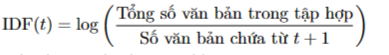 IDF(t) = log ( Tổng số văn bản trong tập hợp / Số văn bản chứa từ t + 1 )